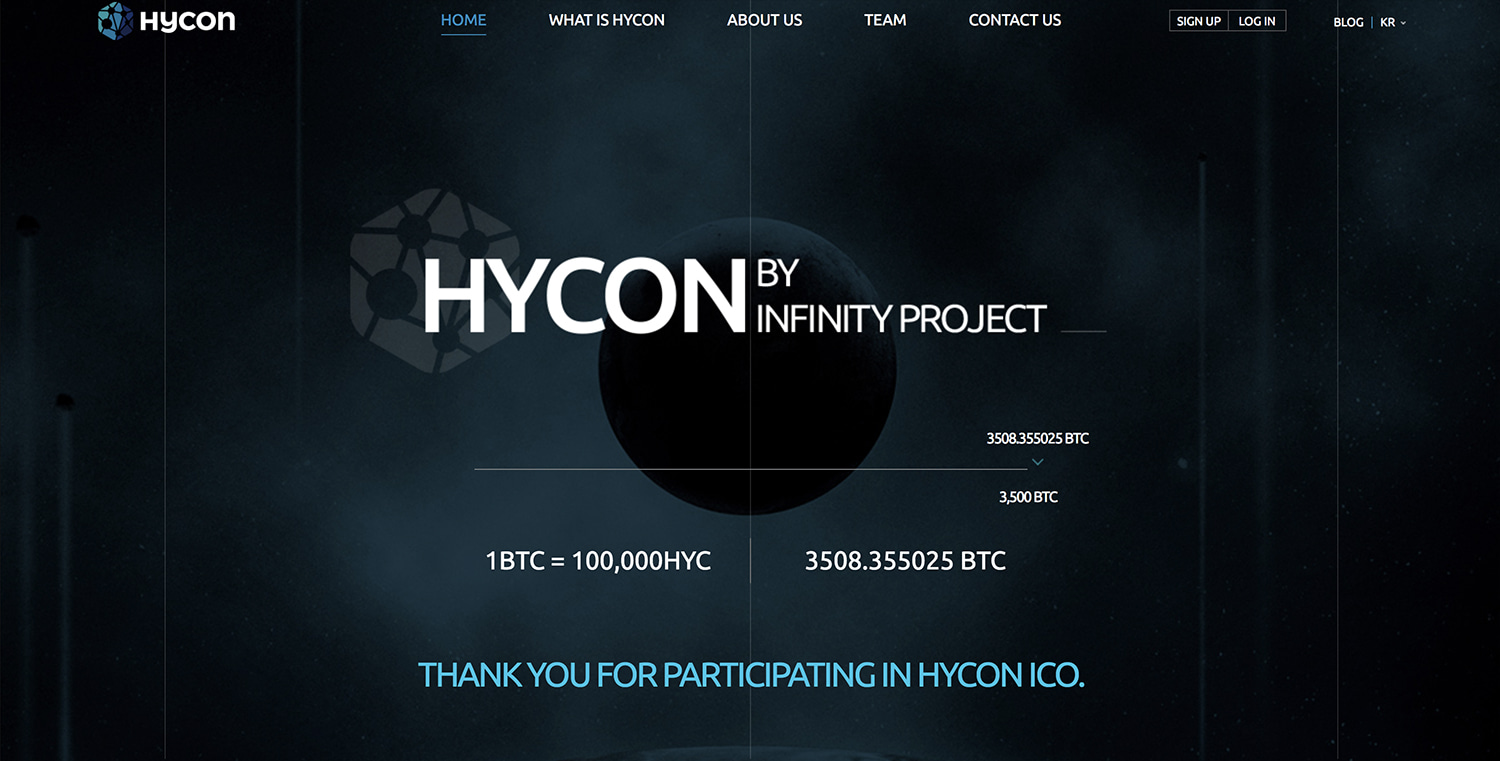 Hycon
HOME
WHAT IS HYCON
ABOUT US
TEAM
CONTACT US
SIGN UP
LOG IN
BLOG
KR
HYCON
BY
INFINITY PROJECT
3508.355025 BTC
3,500 BTC
1BTC = 100,000HYC
3508.355025 BTC
THANK YOU FOR PARTICIPATING IN HYCON ICO.